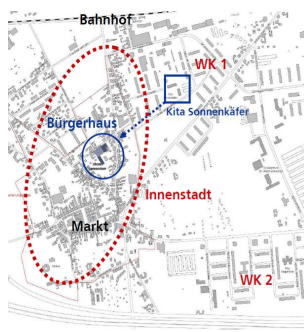 Bahnhof
WK 1
Kita Sonnenkäfer
Bürgerhaus
Innenstadt
Markt
WK 2